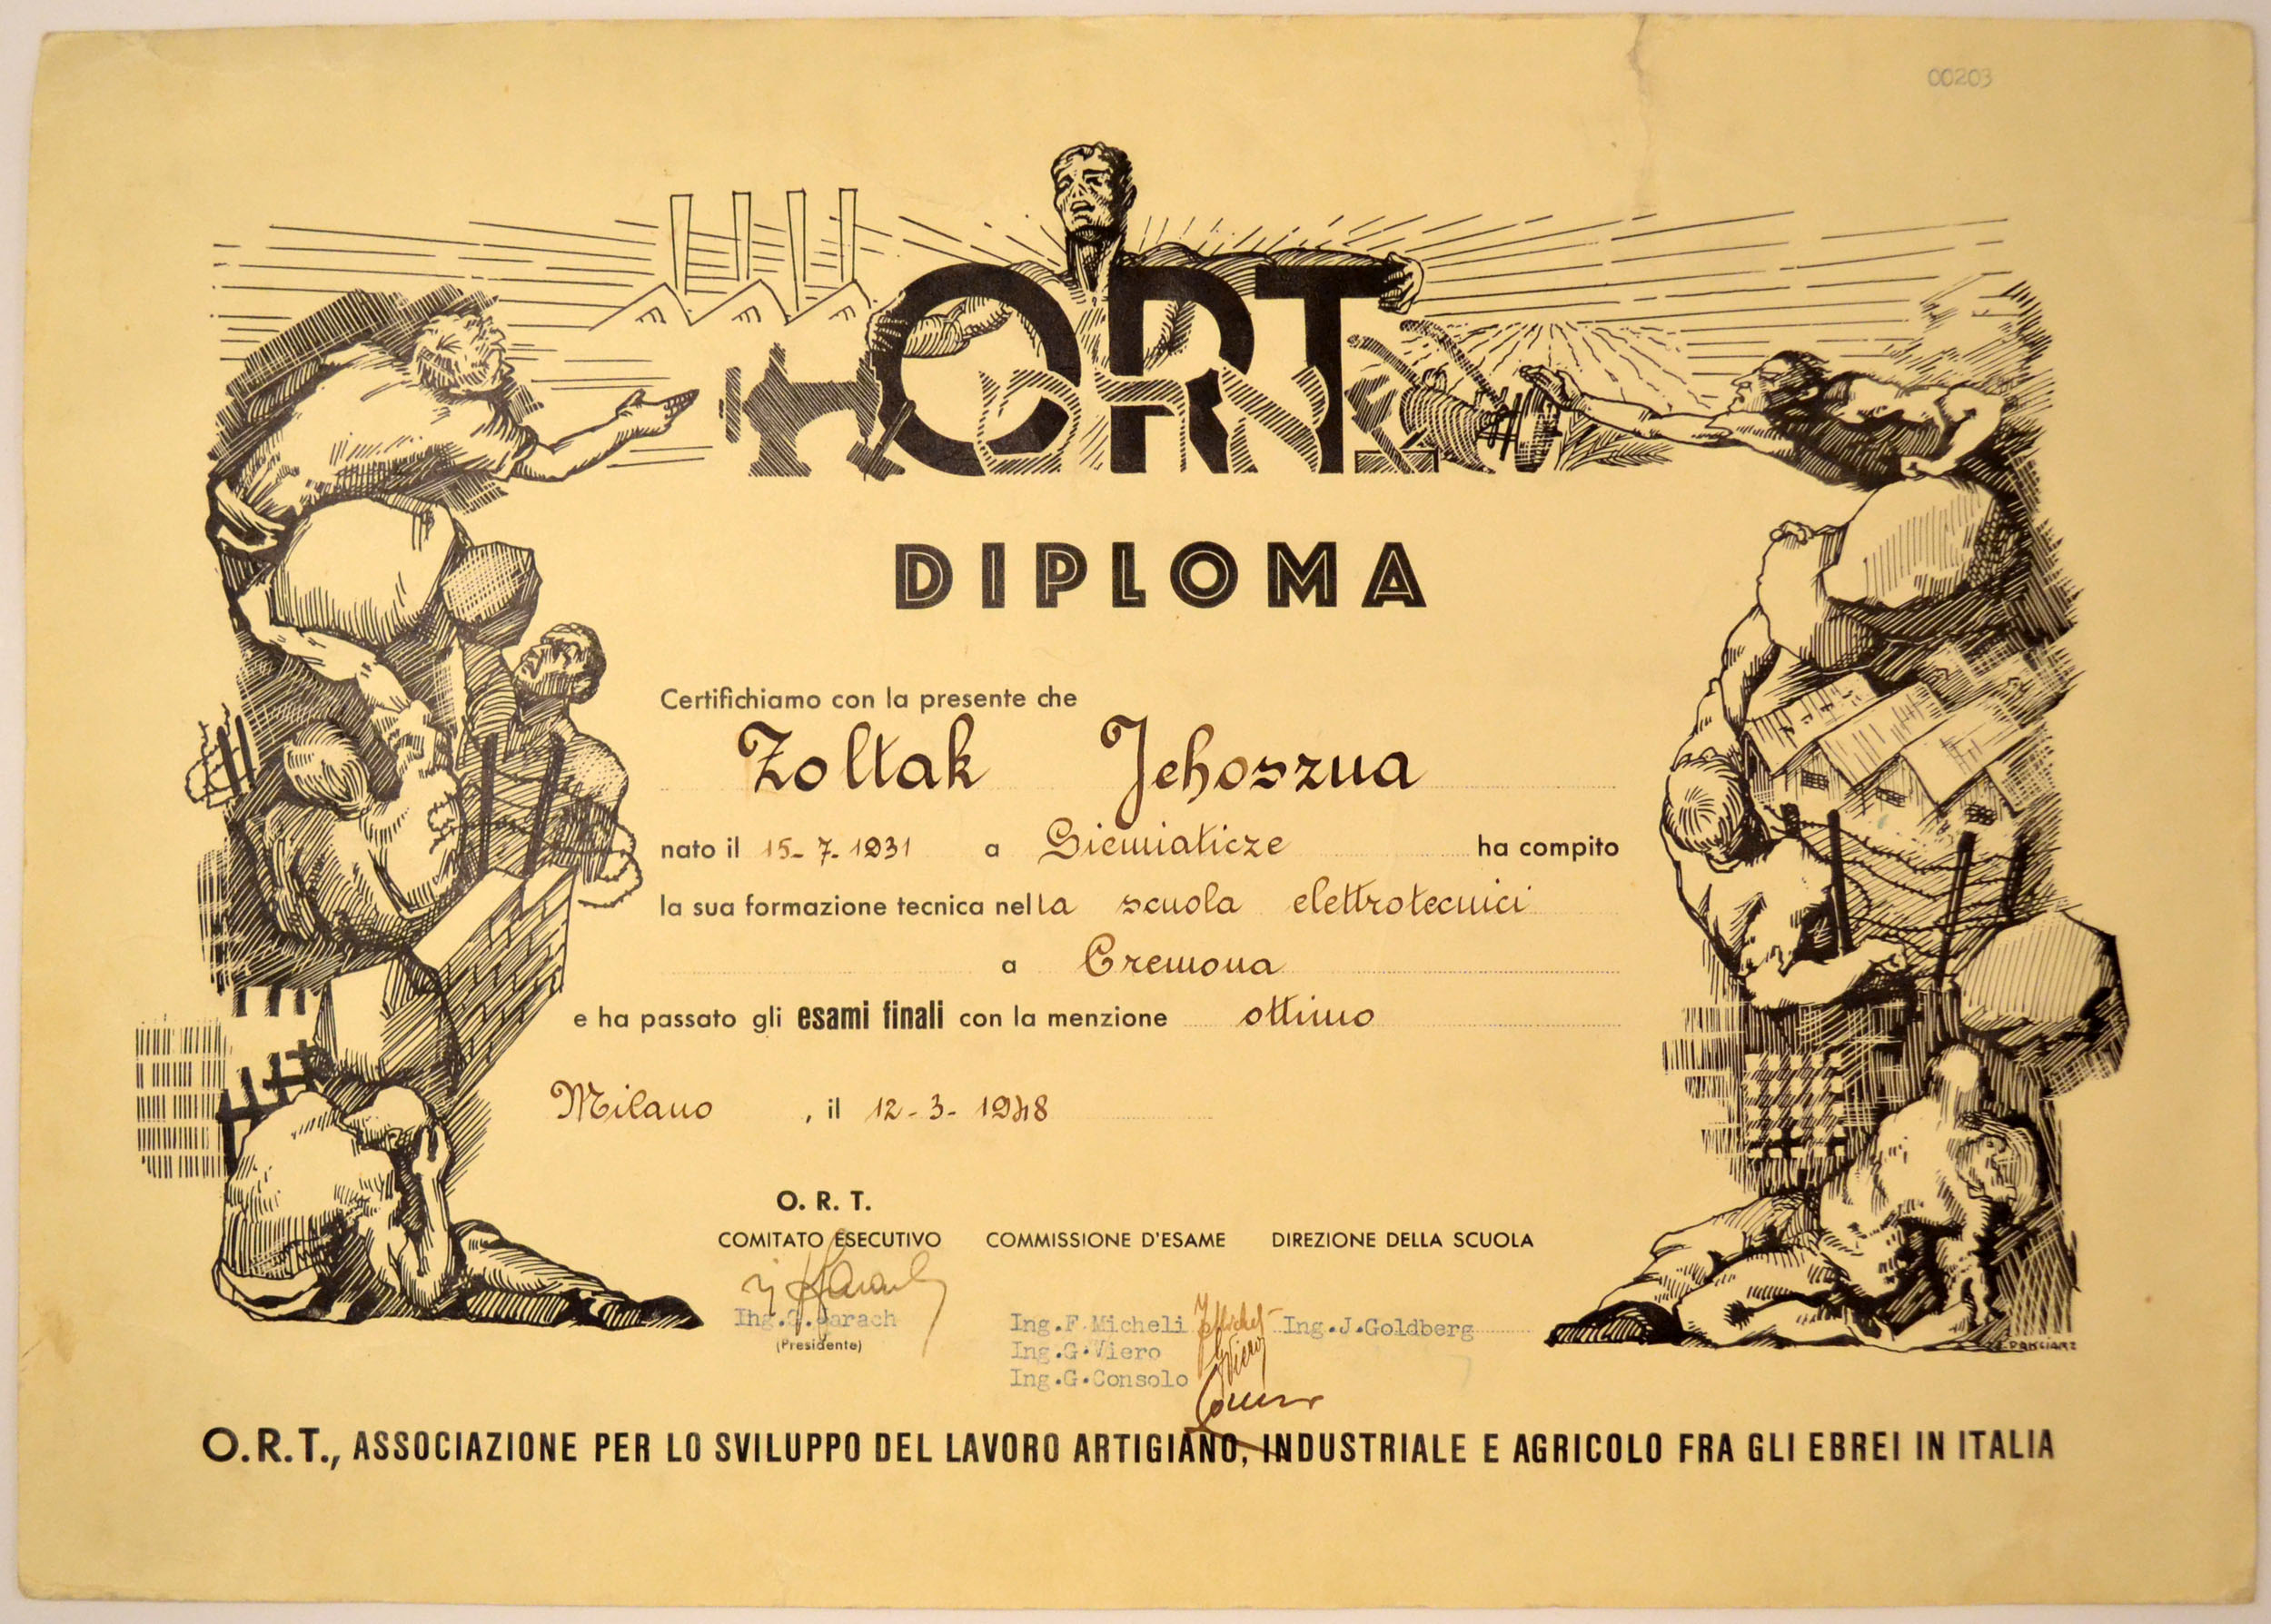 00203
ORT
אָרט
DIPLOMA
Certifichiamo con la presente che
Zoltak Jehoszua
nato il 15-7-1931 a Siemiaticze ha compito
la sua formazione tecnica nella scuola elettrotecnici
a Cremona
e ha passato gli esami finali con la menzione ottimo
Milano , il 12-3-1948
O. R. T.
COMITATO ESECUTIVO COMMISSIONE D'ESAME DIREZIONE DELLA SCUOLA
Ing.F.Micheli Ing.J.Goldberg
(Presidente) Ing.G.Viero
Ing.G.Consolo
O.R.T., ASSOCIAZIONE PER LO SVILUPPO DEL LAVORO ARTIGIANO, INDUSTRIALE E AGRICOLO FRA GLI EBREI IN ITALIA